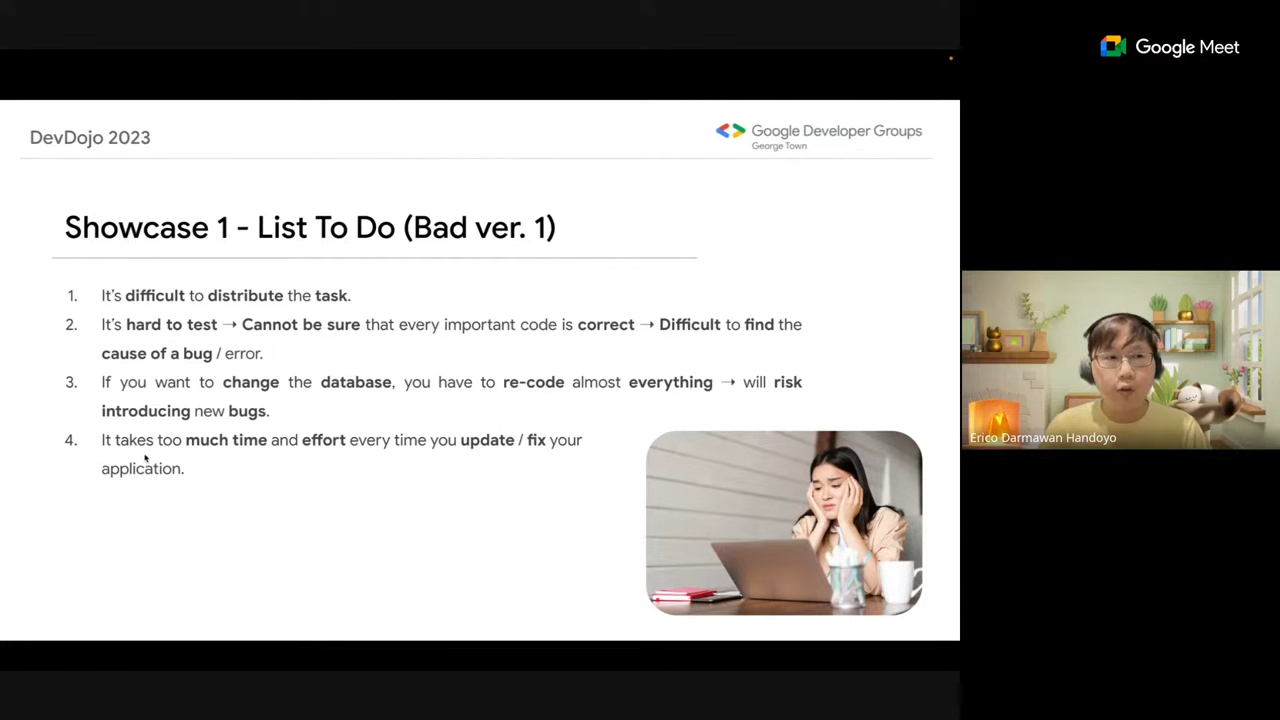 Google Meet
DevDojo 2023
Google Developer Groups
George Town
Showcase 1 - List To Do (Bad ver. 1)
1. It's difficult to distribute the task.
2. It's hard to test → Cannot be sure that every important code is correct → Difficult to find the
cause of a bug / error.
3. If you want to change the database, you have to re-code almost everything → will risk
introducing new bugs.
4. It takes too much time and effort every time you update / fix your
application.
Erico Darmawan Handoyo